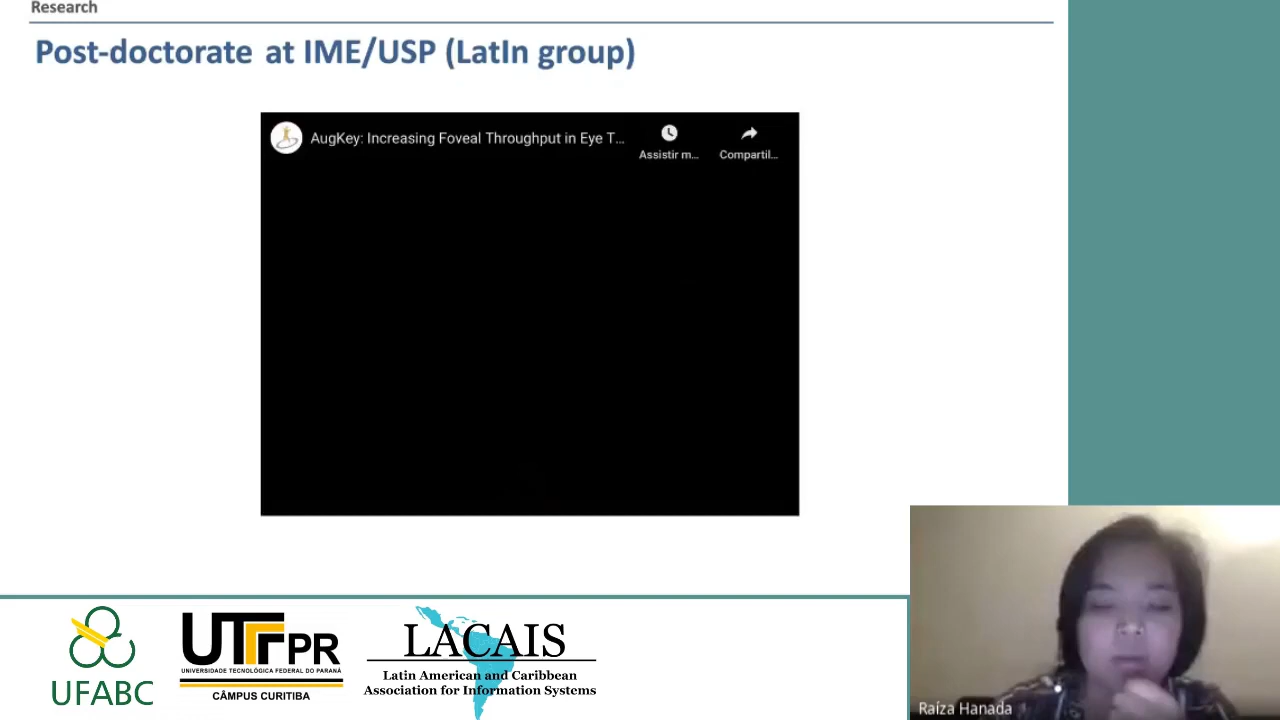 Research
Post-doctorate at IME/USP (LatIn group)
AugKey: Increasing Foveal Throughput in Eye T...
Assistir m...
Compartil...
UFABC
UTFPR
UNIVERSIDADE TECNOLÓGICA FEDERAL DO PARANÁ
CÂMPUS CURITIBA
LACAIS
Latin American and Caribbean
Association for Information Systems
Raíza Hanada